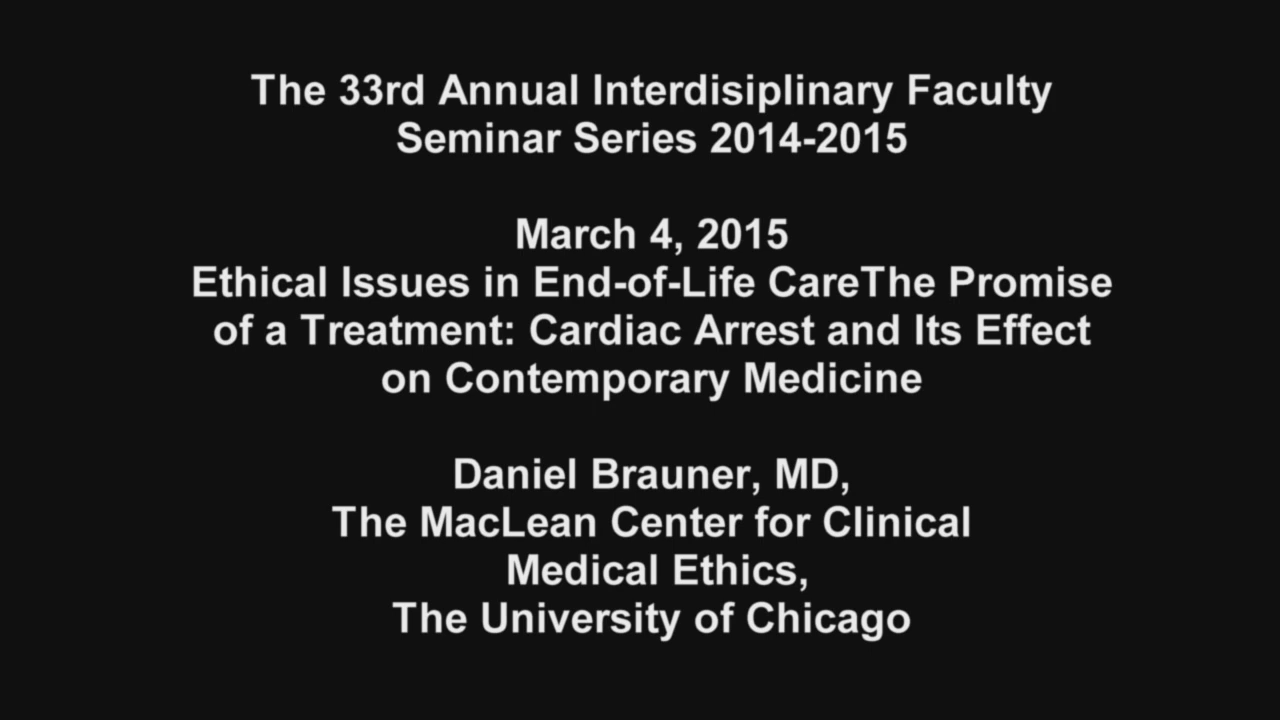 The 33rd Annual Interdisiplinary Faculty
Seminar Series 2014-2015
March 4, 2015
Ethical Issues in End-of-Life CareThe Promise
of a Treatment: Cardiac Arrest and Its Effect
on Contemporary Medicine
Daniel Brauner, MD,
The MacLean Center for Clinical
Medical Ethics,
The University of Chicago